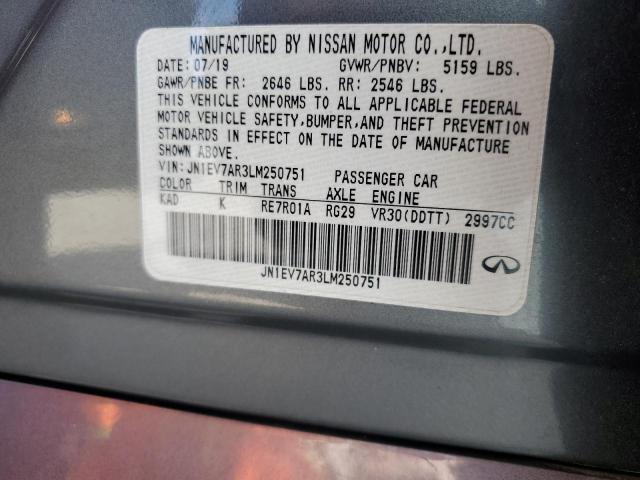 MANUFACTURED BY NISSAN MOTOR CO.,LTD.
DATE: 07/19 GVWR/PNBV: 5159 LBS.
GAWR/PNBE FR: 2646 LBS. RR: 2546 LBS.
THIS VEHICLE CONFORMS TO ALL APPLICABLE FEDERAL
MOTOR VEHICLE SAFETY,BUMPER,AND THEFT PREVENTION
STANDARDS IN EFFECT ON THE DATE OF MANUFACTURE
SHOWN ABOVE.
VIN:JN1EV7AR3LM250751 PASSENGER CAR
COLOR TRIM TRANS AXLE ENGINE
KAD K RE7R01A RG29 VR30(DDTT) 2997CC
JN1EV7AR3LM250751